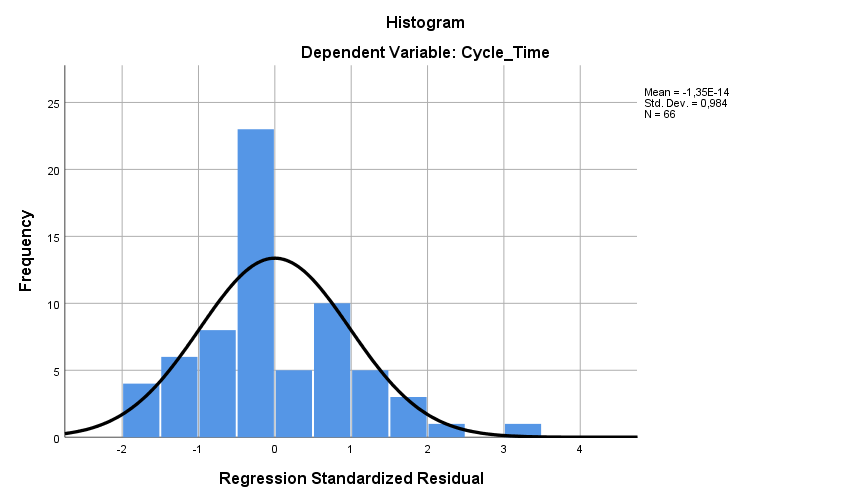 Histogram
Dependent Variable: Cycle_Time
Mean = -1,35E-14
Std. Dev. = 0,984
N = 66
Frequency
25
20
15
10
5
0
-2 -1 0 1 2 3 4
Regression Standardized Residual